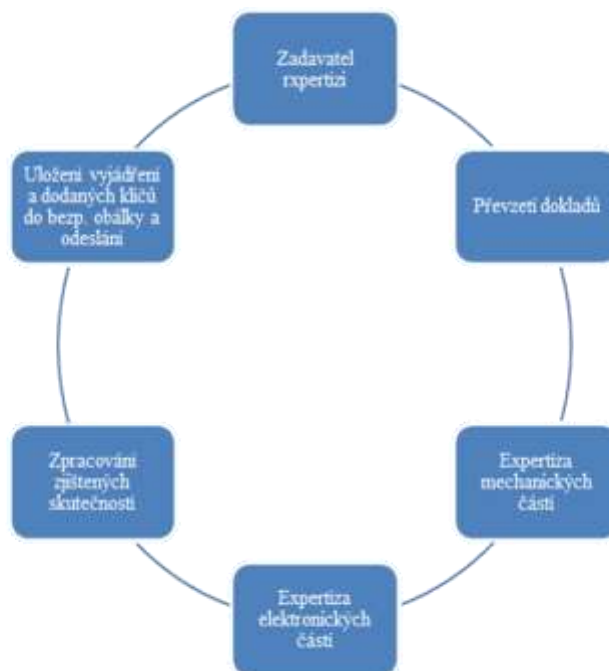 Zadavatel
rxpertizi
Převzetí dokladů
Expertiza
mechanických
částí
Expertiza
elektronických
částí
Zpracování
zjištěných
skutečností
Uložení vyjádření
a dodaných klíčů
do bezp. obálky a
odeslání